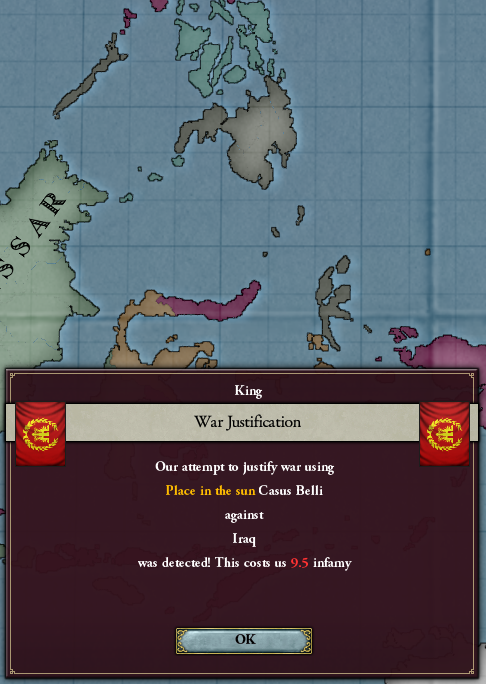 SSAR
King
War Justification
Our attempt to justify war using
Place in the sun Casus Belli
against
Iraq
was detected! This costs us 9.5 infamy
OK